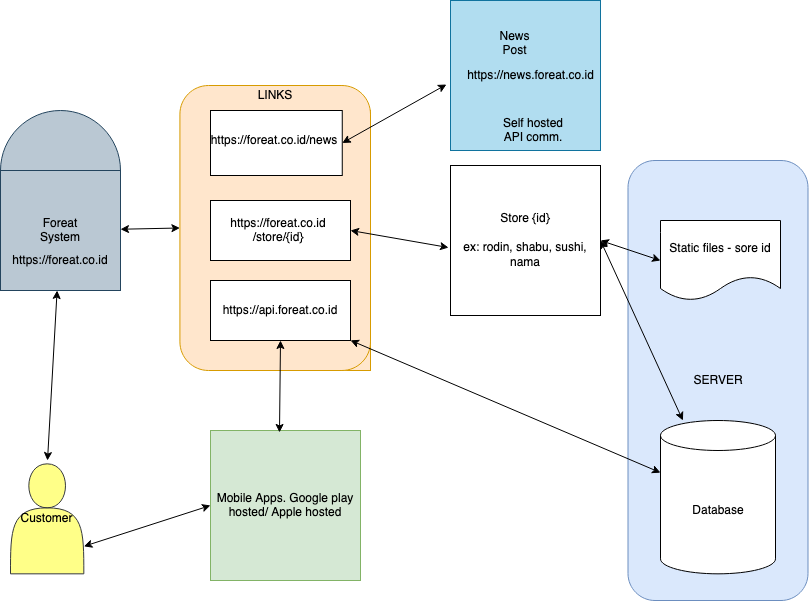 News
Post
https://news.foreat.co.id
Self hosted
API comm.
LINKS
https://foreat.co.id/news
https://foreat.co.id
/store/{id}
https://api.foreat.co.id
Foreat
System
https://foreat.co.id
Store {id}
ex: rodin, shabu, sushi,
nama
Static files - sore id
SERVER
Database
Mobile Apps. Google play
hosted/ Apple hosted
Customer